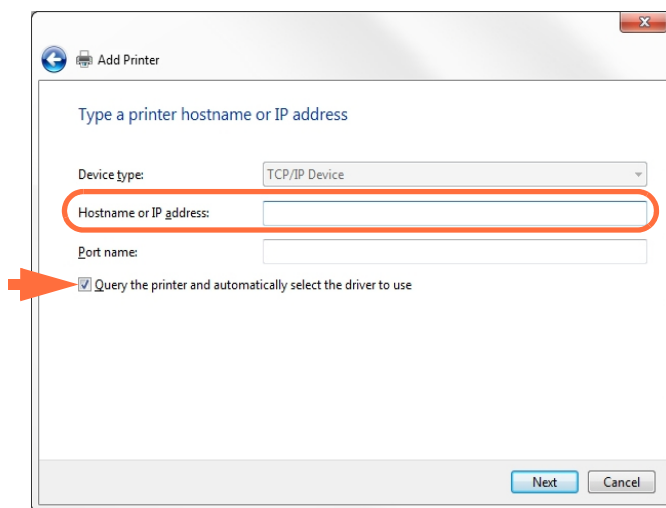 Add Printer
Type a printer hostname or IP address
Device type: TCP/IP Device
Hostname or IP address:
Port name:
Query the printer and automatically select the driver to use
Next Cancel